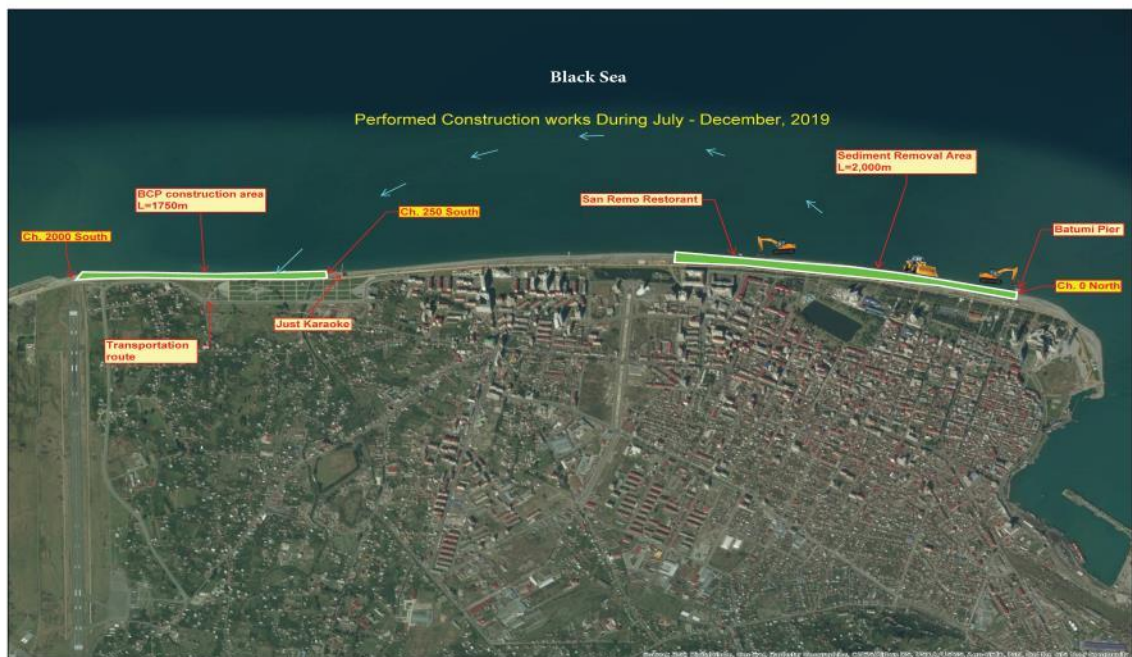 Black Sea
Performed Construction works During July - December, 2019
Sediment Removal Area
L=2,000m
BCP construction area
L=1750m
San Remo Restorant
Ch. 250 South
Batumi Pier
Ch. 2000 South
Ch. 0 North
Just Karaoke
Transportation
route